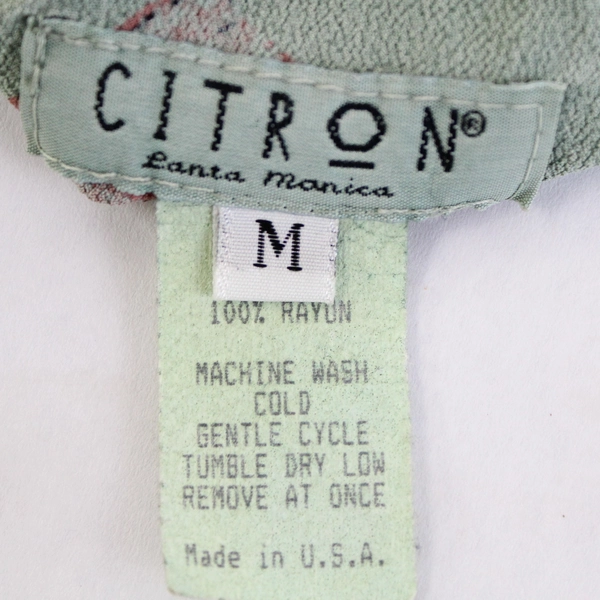 CITRON®
Santa Monica
M
100% RAYON
MACHINE WASH
COLD
GENTLE CYCLE
TUMBLE DRY LOW
REMOVE AT ONCE
Made in U.S.A.